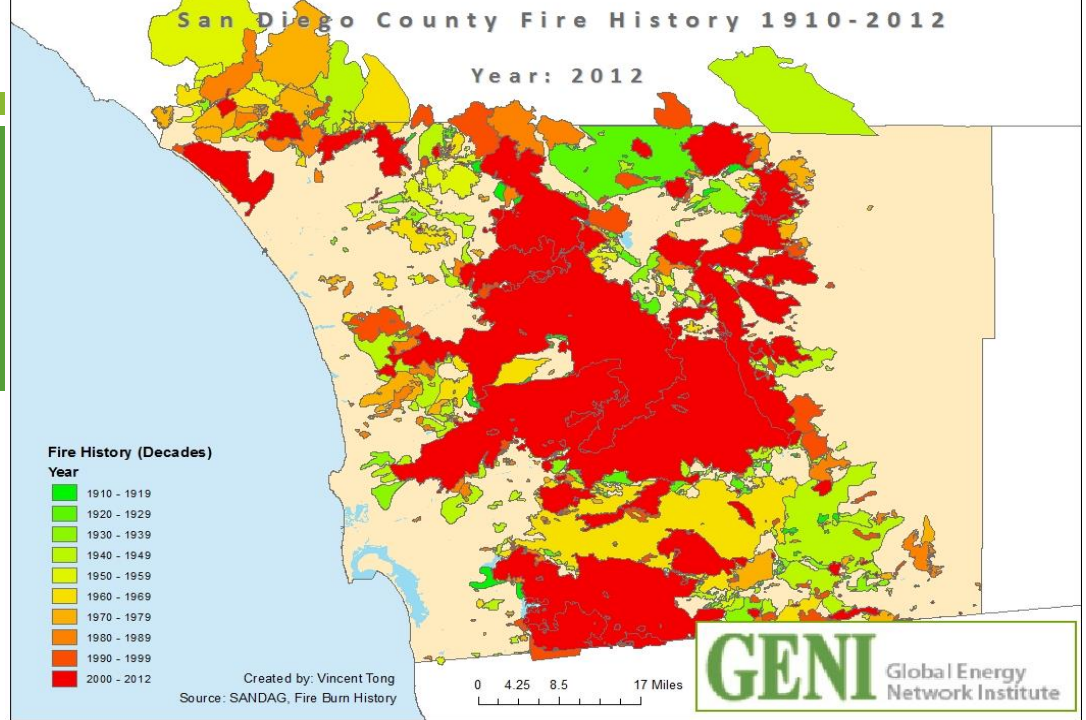 San Diego County Fire History 1910-2012
Year: 2012
Fire History (Decades)
Year
1910 - 1919
1920 - 1929
1930 - 1939
1940 - 1949
1950 - 1959
1960 - 1969
1970 - 1979
1980 - 1989
1990 - 1999
2000 - 2012
Created by: Vincent Tong
Source: SANDAG, Fire Burn History
0 4.25 8.5 17 Miles
GENI Global Energy
Network Institute